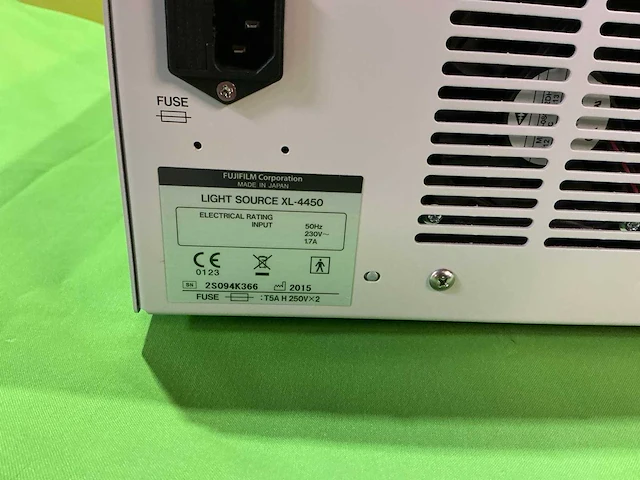 FUSE
FUJIFILM Corporation
MADE IN JAPAN
LIGHT SOURCE XL-4450
ELECTRICAL RATING
INPUT 50Hz
230V~
1.7A
CE
0123
SN 2S094K366 2015
FUSE :T5A H 250V×2